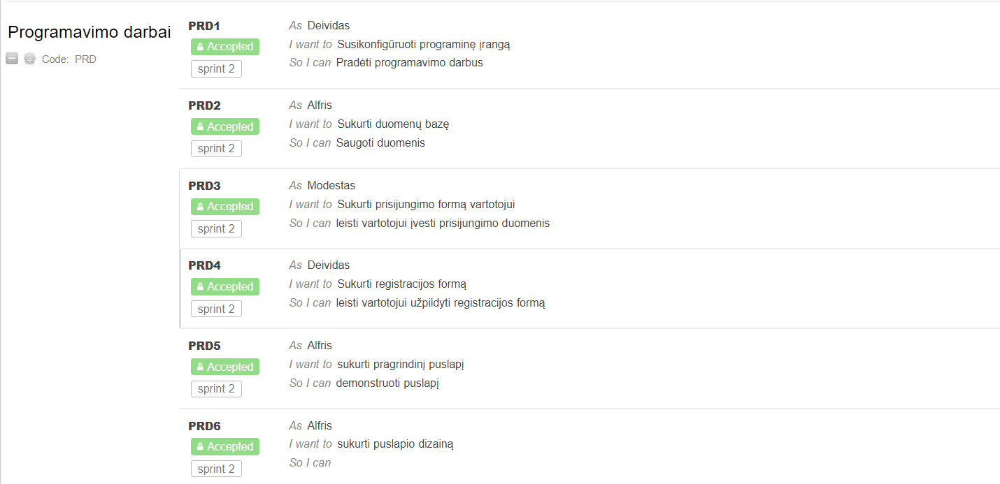 Programavimo darbai
Code: PRD
PRD1
Accepted
sprint 2
As Deividas
I want to Susikonfigūruoti programinę įrangą
So I can Pradėti programavimo darbus
PRD2
Accepted
sprint 2
As Alfris
I want to Sukurti duomenų bazę
So I can Saugoti duomenis
PRD3
Accepted
sprint 2
As Modestas
I want to Sukurti prisijungimo formą vartotojui
So I can leisti vartotojui įvesti prisijungimo duomenis
PRD4
Accepted
sprint 2
As Deividas
I want to Sukurti registracijos formą
So I can leisti vartotojui užpildyti registracijos formą
PRD5
Accepted
sprint 2
As Alfris
I want to sukurti pragrindinį puslapį
So I can demonstruoti puslapį
PRD6
Accepted
sprint 2
As Alfris
I want to sukurti puslapio dizainą
So I can